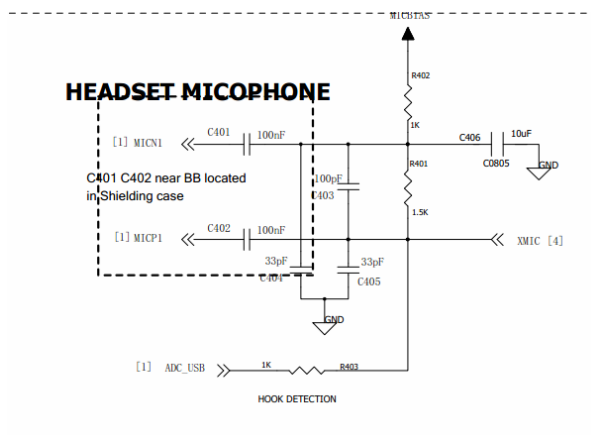 MICBIAS
R402
HEADSET MICOPHONE
1K
C406
10uF
[1] MICN1
C401
100nF
R401
C0805
GND
C401 C402 near BB located
in Shielding case
100pF
C403
1.5K
[1] MICP1
C402
100nF
XMIC [4]
33pF
C404
33pF
C405
GND
[1] ADC_USB
1K
R403
HOOK DETECTION